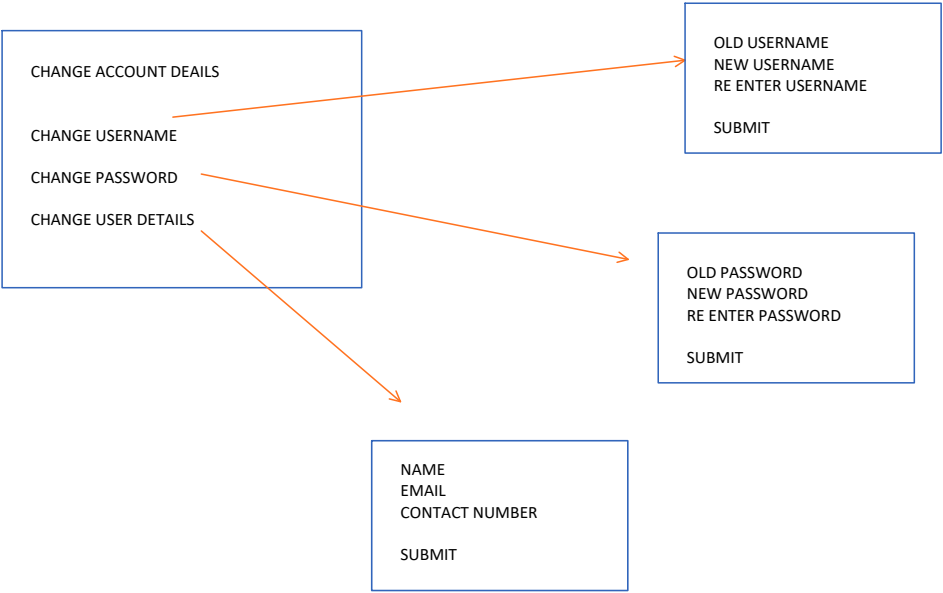 CHANGE ACCOUNT DEAILS
CHANGE USERNAME
CHANGE PASSWORD
CHANGE USER DETAILS
OLD USERNAME
NEW USERNAME
RE ENTER USERNAME
SUBMIT
OLD PASSWORD
NEW PASSWORD
RE ENTER PASSWORD
SUBMIT
NAME
EMAIL
CONTACT NUMBER
SUBMIT